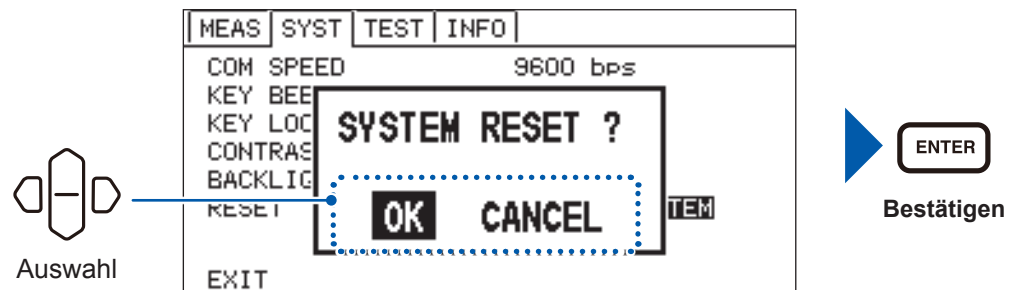 MEAS SYST TEST INFO
COM SPEED 9600 bps
KEY BEE
KEY LOC
CONTRAS
BACKLIG
RESET TEM
SYSTEM RESET ?
OK CANCEL
EXIT
Auswahl
ENTER
Bestätigen